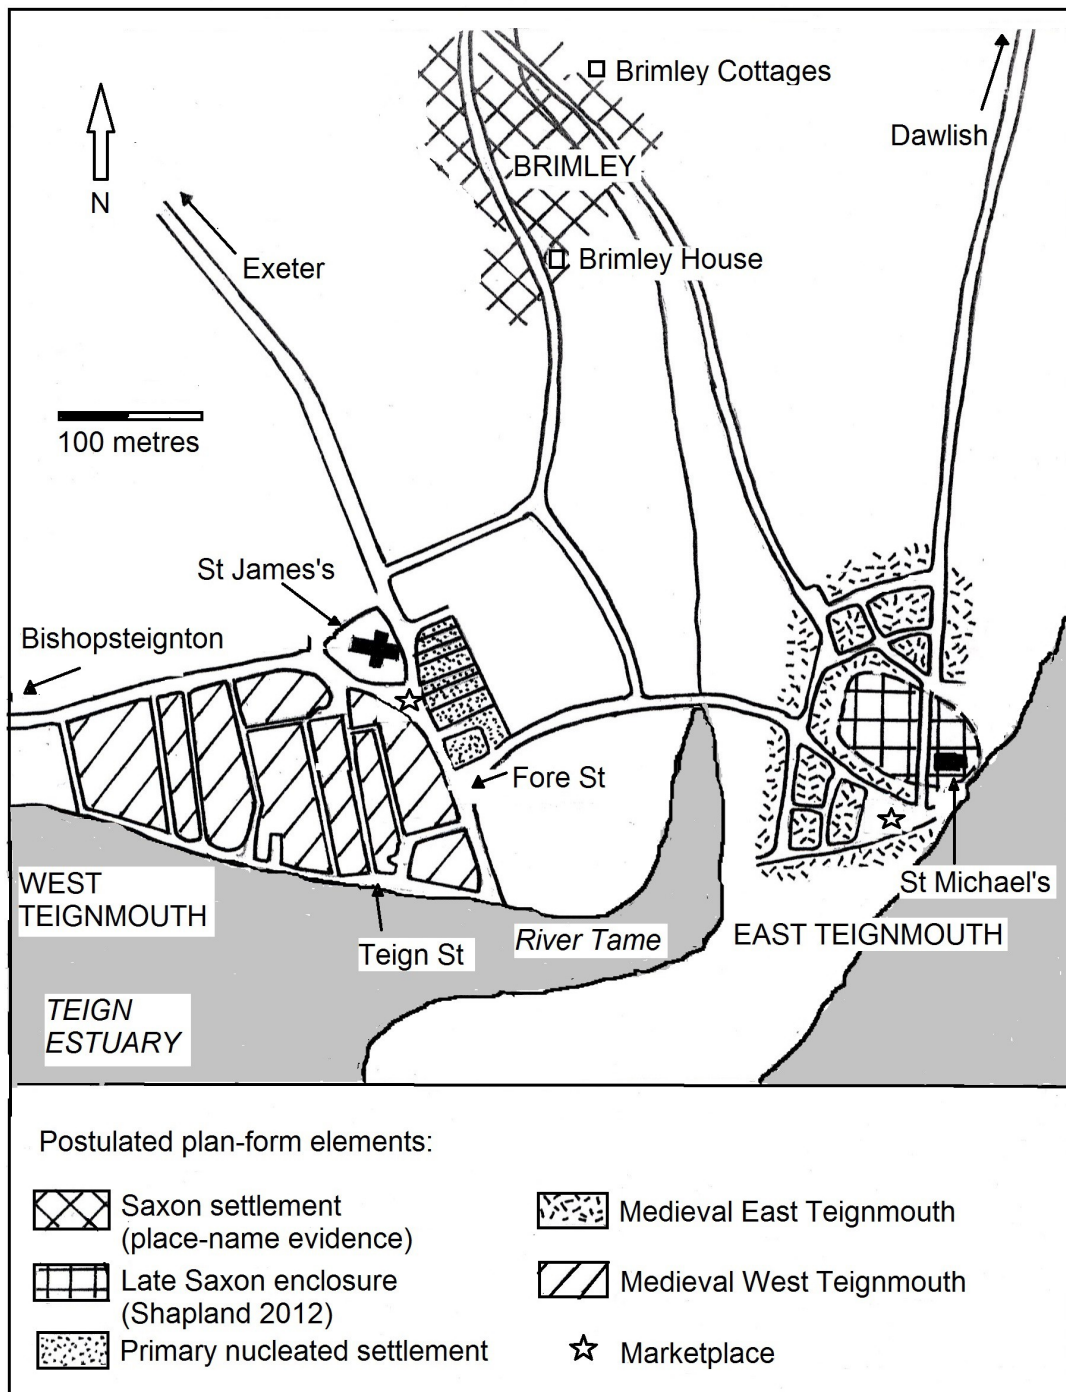 Brimley Cottages
Dawlish
BRIMLEY
N
Brimley House
Exeter
100 metres
St James's
Bishopsteignton
Fore St
WEST
TEIGNMOUTH
St Michael's
River Tame
EAST TEIGNMOUTH
Teign St
TEIGN
ESTUARY
Postulated plan-form elements:
Saxon settlement
(place-name evidence)
Late Saxon enclosure
(Shapland 2012)
Primary nucleated settlement
Medieval East Teignmouth
Medieval West Teignmouth
Marketplace